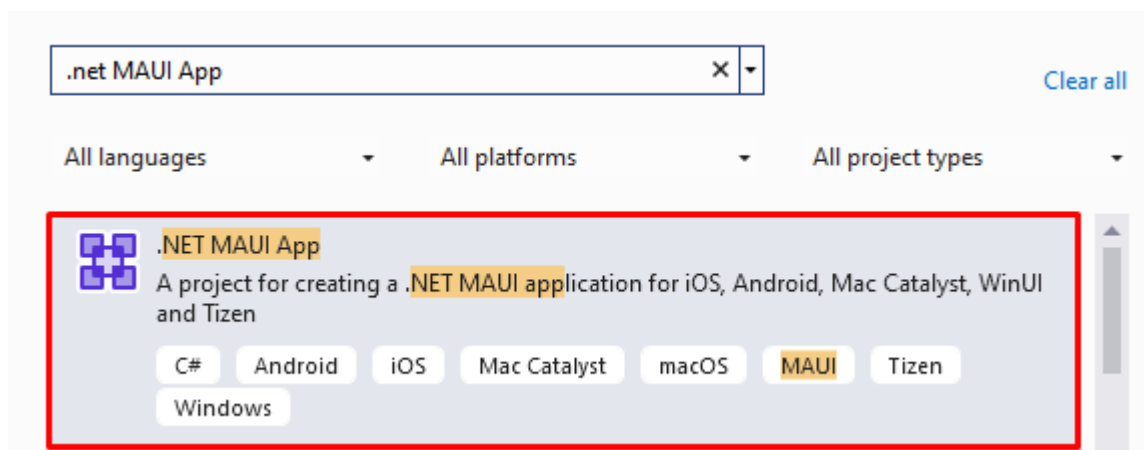 .net MAUI App
Clear all
All languages All platforms All project types
.NET MAUI App
A project for creating a .NET MAUI application for iOS, Android, Mac Catalyst, WinUI
and Tizen
C# Android iOS Mac Catalyst macOS MAUI Tizen
Windows